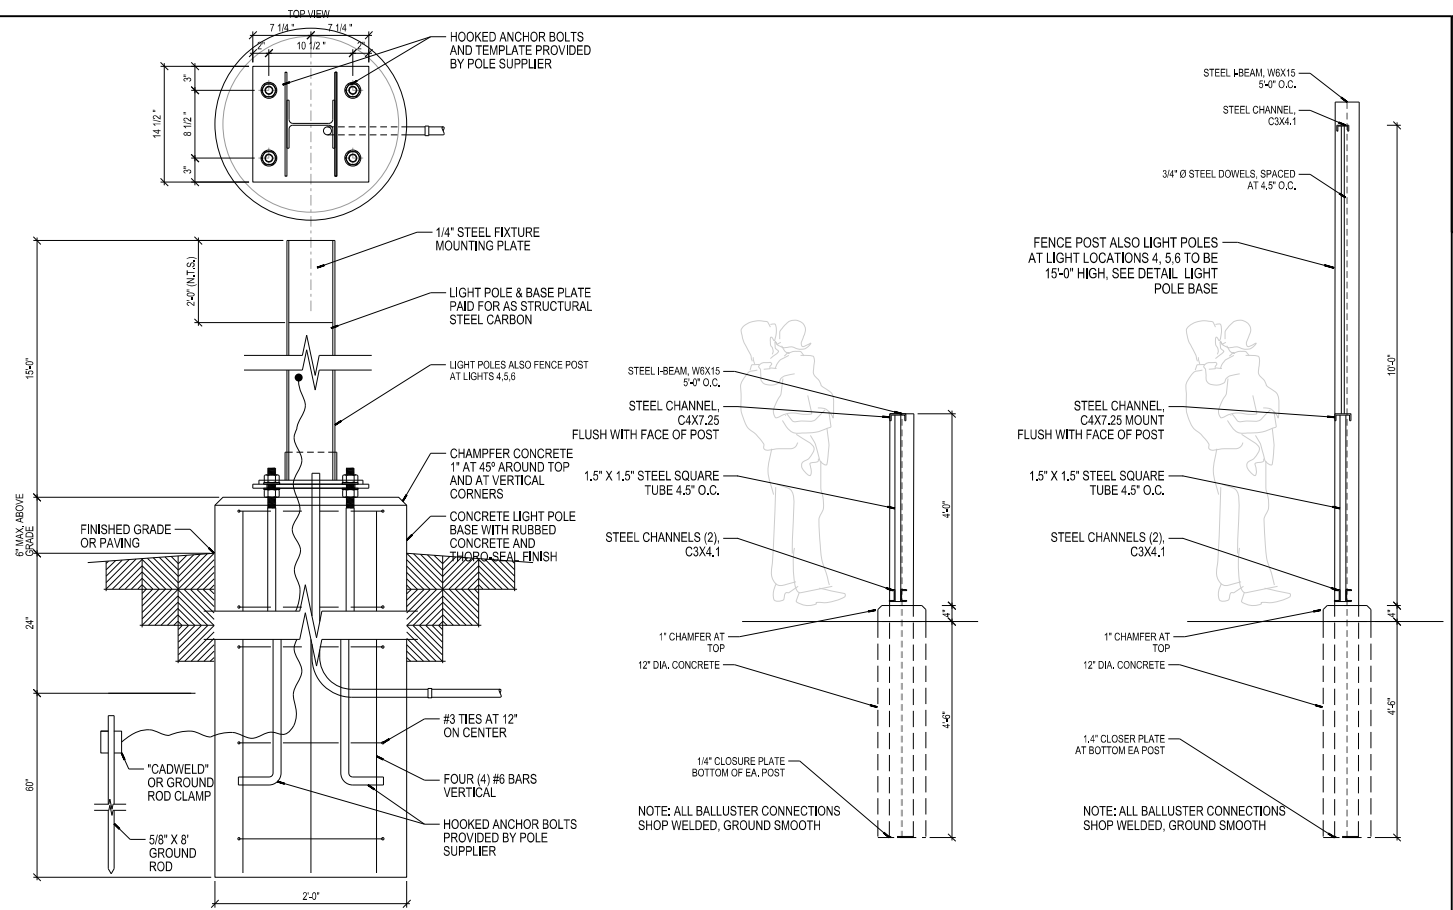 TOP VIEW
7 1/4 "
7 1/4 "
2"
10 1/2 "
2"
3"
8 1/2 "
3"
14 1/2 "
HOOKED ANCHOR BOLTS
AND TEMPLATE PROVIDED
BY POLE SUPPLIER
1/4" STEEL FIXTURE
MOUNTING PLATE
2'-0" (N.T.S.)
15'-0"
LIGHT POLE & BASE PLATE
PAID FOR AS STRUCTURAL
STEEL CARBON
LIGHT POLES ALSO FENCE POST
AT LIGHTS 4,5,6
CHAMPFER CONCRETE
1" AT 45º AROUND TOP
AND AT VERTICAL
CORNERS
6" MAX. ABOVE
GRADE
FINISHED GRADE
OR PAVING
CONCRETE LIGHT POLE
BASE WITH RUBBED
CONCRETE AND
THORO-SEAL FINISH
24"
60"
#3 TIES AT 12"
ON CENTER
"CADWELD"
OR GROUND
ROD CLAMP
FOUR (4) #6 BARS
VERTICAL
5/8" X 8'
GROUND
ROD
HOOKED ANCHOR BOLTS
PROVIDED BY POLE
SUPPLIER
2'-0"
STEEL I-BEAM, W6X15
5'-0" O.C.
STEEL CHANNEL,
C4X7.25
FLUSH WITH FACE OF POST
1.5" X 1.5" STEEL SQUARE
TUBE 4.5" O.C.
STEEL CHANNELS (2),
C3X4.1
4'-0"
4"
4'-6"
1" CHAMFER AT
TOP
12" DIA. CONCRETE
1/4" CLOSURE PLATE
BOTTOM OF EA. POST
NOTE: ALL BALLUSTER CONNECTIONS
SHOP WELDED, GROUND SMOOTH
STEEL I-BEAM, W6X15
5'-0" O.C.
STEEL CHANNEL,
C3X4.1
3/4" Ø STEEL DOWELS, SPACED
AT 4.5" O.C.
FENCE POST ALSO LIGHT POLES
AT LIGHT LOCATIONS 4, 5,6 TO BE
15'-0" HIGH, SEE DETAIL LIGHT
POLE BASE
10'-0"
STEEL CHANNEL,
C4X7.25 MOUNT
FLUSH WITH FACE OF POST
1.5" X 1.5" STEEL SQUARE
TUBE 4.5" O.C.
STEEL CHANNELS (2),
C3X4.1
4"
4'-6"
1" CHAMFER AT
TOP
12" DIA. CONCRETE
1.4" CLOSER PLATE
AT BOTTOM EA POST
NOTE: ALL BALLUSTER CONNECTIONS
SHOP WELDED, GROUND SMOOTH